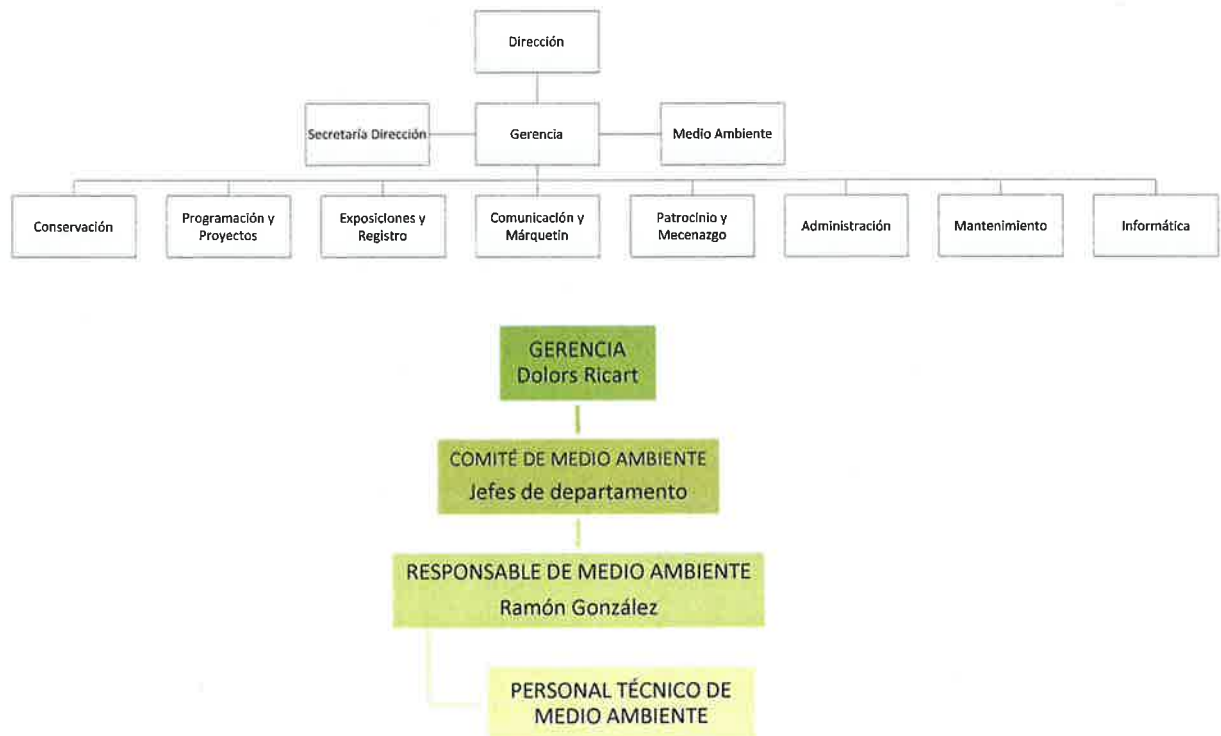 Dirección
Secretaría Dirección
Gerencia
Medio Ambiente
Conservación
Programación y
Proyectos
Exposiciones y
Registro
Comunicación y
Márquetin
Patrocinio y
Mecenazgo
Administración
Mantenimiento
Informática
GERENCIA
Dolors Ricart
COMITÉ DE MEDIO AMBIENTE
Jefes de departamento
RESPONSABLE DE MEDIO AMBIENTE
Ramón González
PERSONAL TÉCNICO DE
MEDIO AMBIENTE